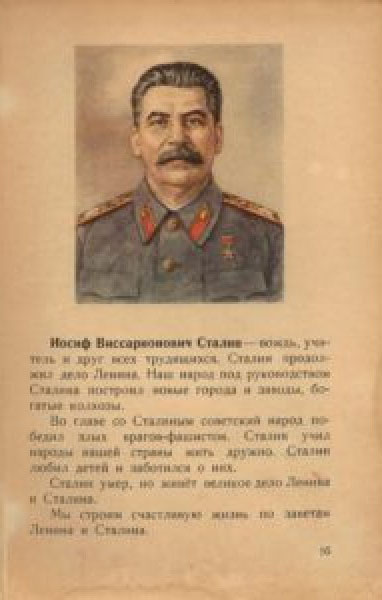 Иосиф Виссарионович Сталин — вождь, учи-
тель и друг всех трудящихся. Сталин продол-
жил дело Ленина. Наш народ под руководством
Сталина построил новые города и заводы, бо-
гатые колхозы.
Во главе со Сталиным советский народ по-
бедил злых врагов-фашистов. Сталин учил
народы нашей страны жить дружно. Сталин
любил детей и заботился о них.
Сталин умер, но живёт великое дело Ленина
и Сталина.
Мы строим счастливую жизнь по заветам
Ленина и Сталина.